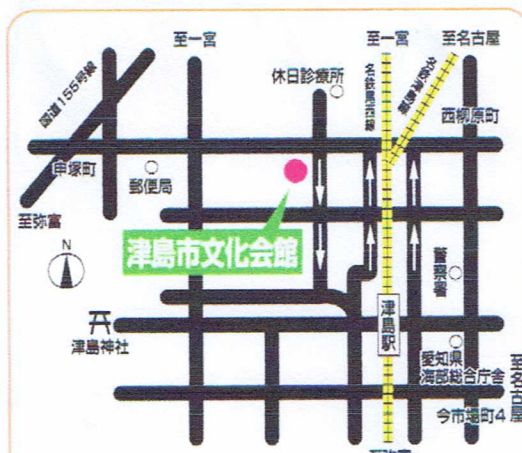 至一宮
至一宮
至名古屋
国道155号線
休日診療所
名鉄尾西線
名鉄津島線
西柳原町
申塚町
郵便局
至弥富
津島市文化会館
N
警察署
津島神社
津島駅
愛知県
海部総合庁舎
至名古屋
今市場町4
至弥富